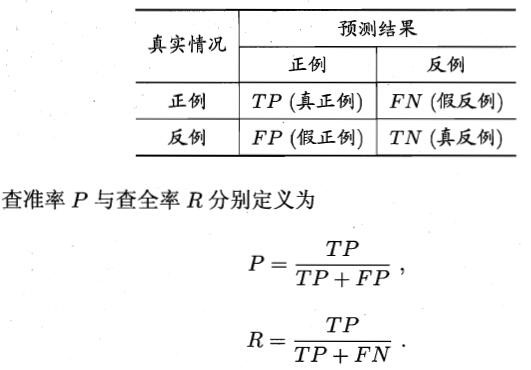 真实情况 预测结果
正例 反例
正例 TP (真正例) FN (假反例)
反例 FP (假正例) TN (真反例)
查准率 P 与查全率 R 分别定义为
P = TP / (TP + FP) ,
R = TP / (TP + FN) .